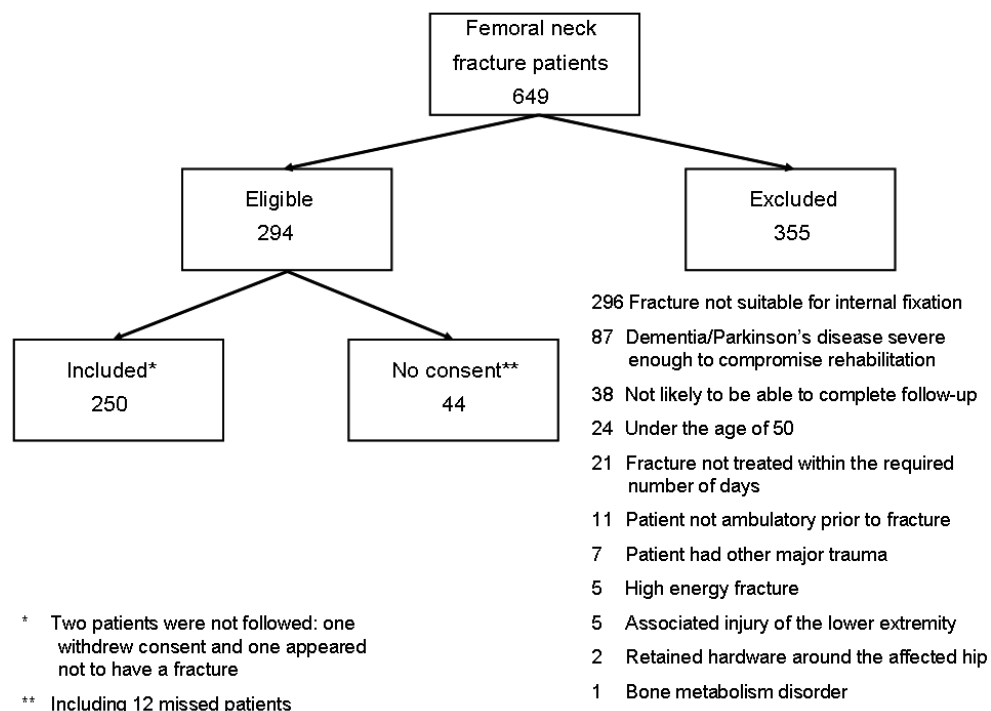 Femoral neck
fracture patients
649
Eligible
294
Excluded
355
Included*
250
No consent**
44
296 Fracture not suitable for internal fixation
87 Dementia/Parkinson's disease severe
enough to compromise rehabilitation
38 Not likely to be able to complete follow-up
24 Under the age of 50
21 Fracture not treated within the required
number of days
11 Patient not ambulatory prior to fracture
7 Patient had other major trauma
5 High energy fracture
5 Associated injury of the lower extremity
2 Retained hardware around the affected hip
1 Bone metabolism disorder
* Two patients were not followed: one
withdrew consent and one appeared
not to have a fracture
** Including 12 missed patients